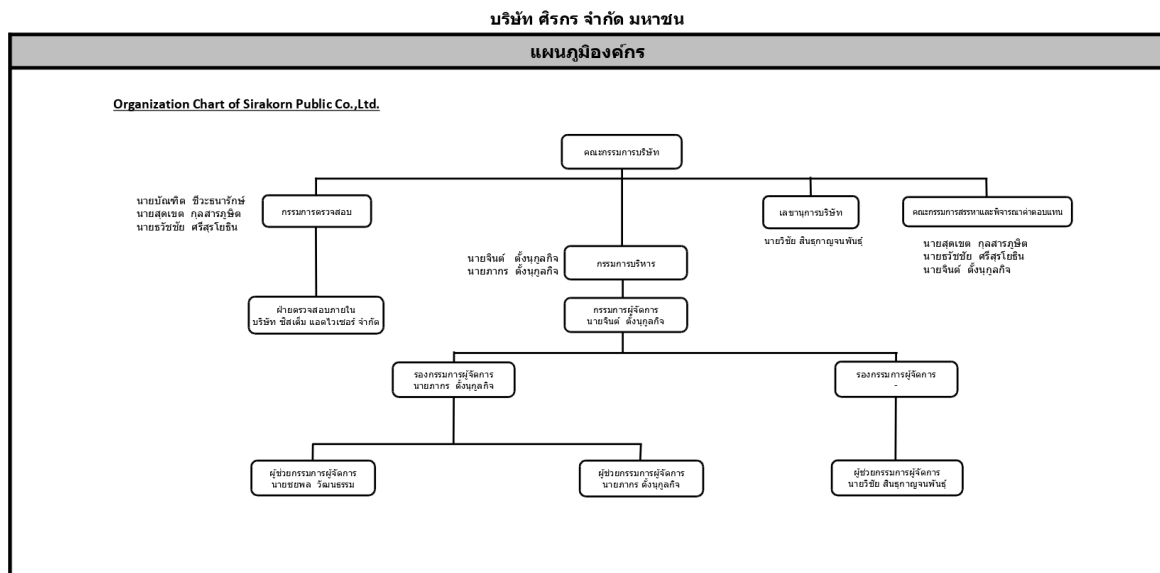 บริษัท ศิรกร จำกัด มหาชน
แผนภูมิองค์กร
Organization Chart of Sirakorn Public Co.,Ltd.
คณะกรรมการบริษัท
นายบัณฑิต ชีวะธนารักษ์
นายสุดเขต กุลสารภูษิต
นายธวัชชัย ศรีสุรโยธิน
กรรมการตรวจสอบ
เลขานุการบริษัท
นายวิชัย สินธุกาญจนพันธุ์
คณะกรรมการสรรหาและพิจารณาค่าตอบแทน
นายสุดเขต กุลสารภูษิต
นายธวัชชัย ศรีสุรโยธิน
นายจินต์ ตั้งนุกูลกิจ
นายจินต์ ตั้งนุกูลกิจ
นายภากร ตั้งนุกูลกิจ
กรรมการบริหาร
ฝ่ายตรวจสอบภายใน
บริษัท ซีสเต็ม แอดไวเซอร์ จำกัด
กรรมการผู้จัดการ
นายจินต์ ตั้งนุกูลกิจ
รองกรรมการผู้จัดการ
นายภากร ตั้งนุกูลกิจ
รองกรรมการผู้จัดการ
-
ผู้ช่วยกรรมการผู้จัดการ
นายชยพล วัฒนธรรม
ผู้ช่วยกรรมการผู้จัดการ
นายภากร ตั้งนุกูลกิจ
ผู้ช่วยกรรมการผู้จัดการ
นายวิชัย สินธุกาญจนพันธุ์